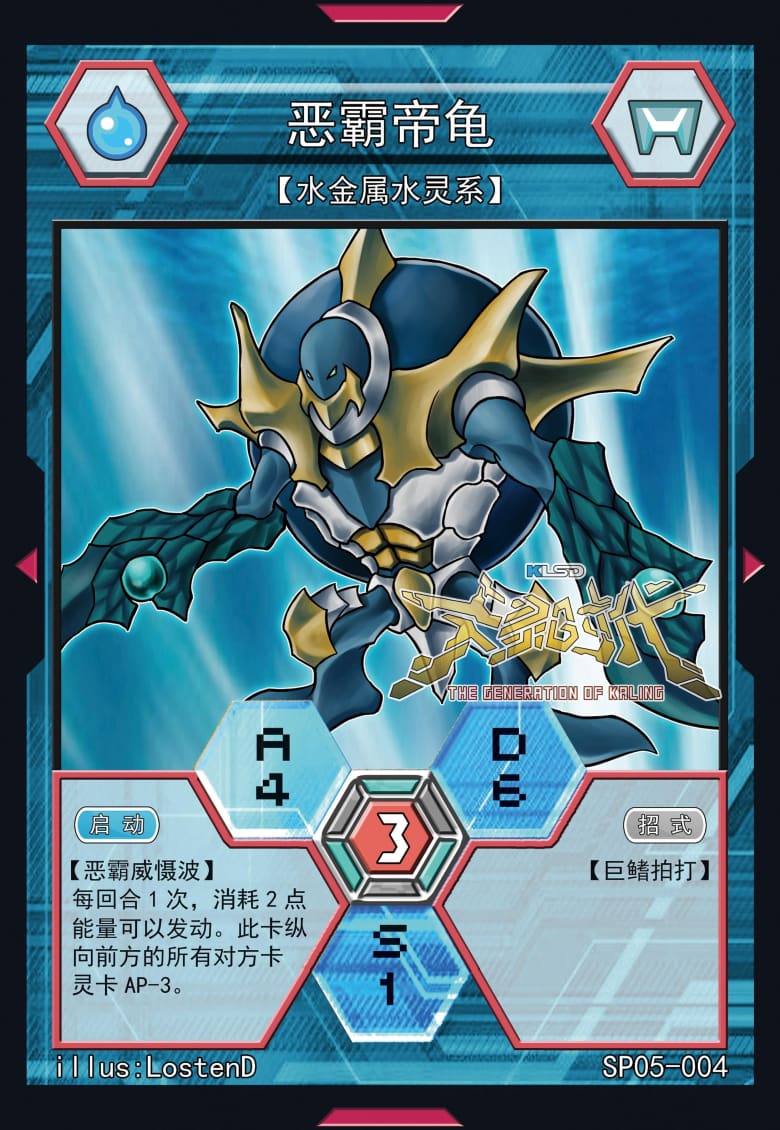 恶霸帝龟
【水金属水灵系】
KLSD
THE GENERATION OF KALING
A
4
D
6
3
S
1
启动
【恶霸威慑波】
每回合1次，消耗2点
能量可以发动。此卡纵
向前方的所有对方卡
灵卡AP-3。
招式
【巨鳍拍打】
illus:LostenD
SP05-004